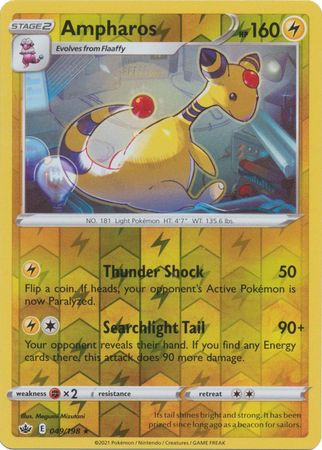 STAGE 2
Ampharos
HP 160
Evolves from Flaaffy
NO. 181 Light Pokémon HT. 4'7" WT. 135.6 lbs.
Thunder Shock 50
Flip a coin. If heads, your opponent's Active Pokémon is
now Paralyzed.
Searchlight Tail 90+
Your opponent reveals their hand. If you find any Energy
cards there, this attack does 90 more damage.
weakness ×2 resistance retreat
Illus. Megumi Mizutani
E 049/198 ★
Its tail shines bright and strong. It has been
prized since long ago as a beacon for sailors.
©2021 Pokémon / Nintendo / Creatures / GAME FREAK